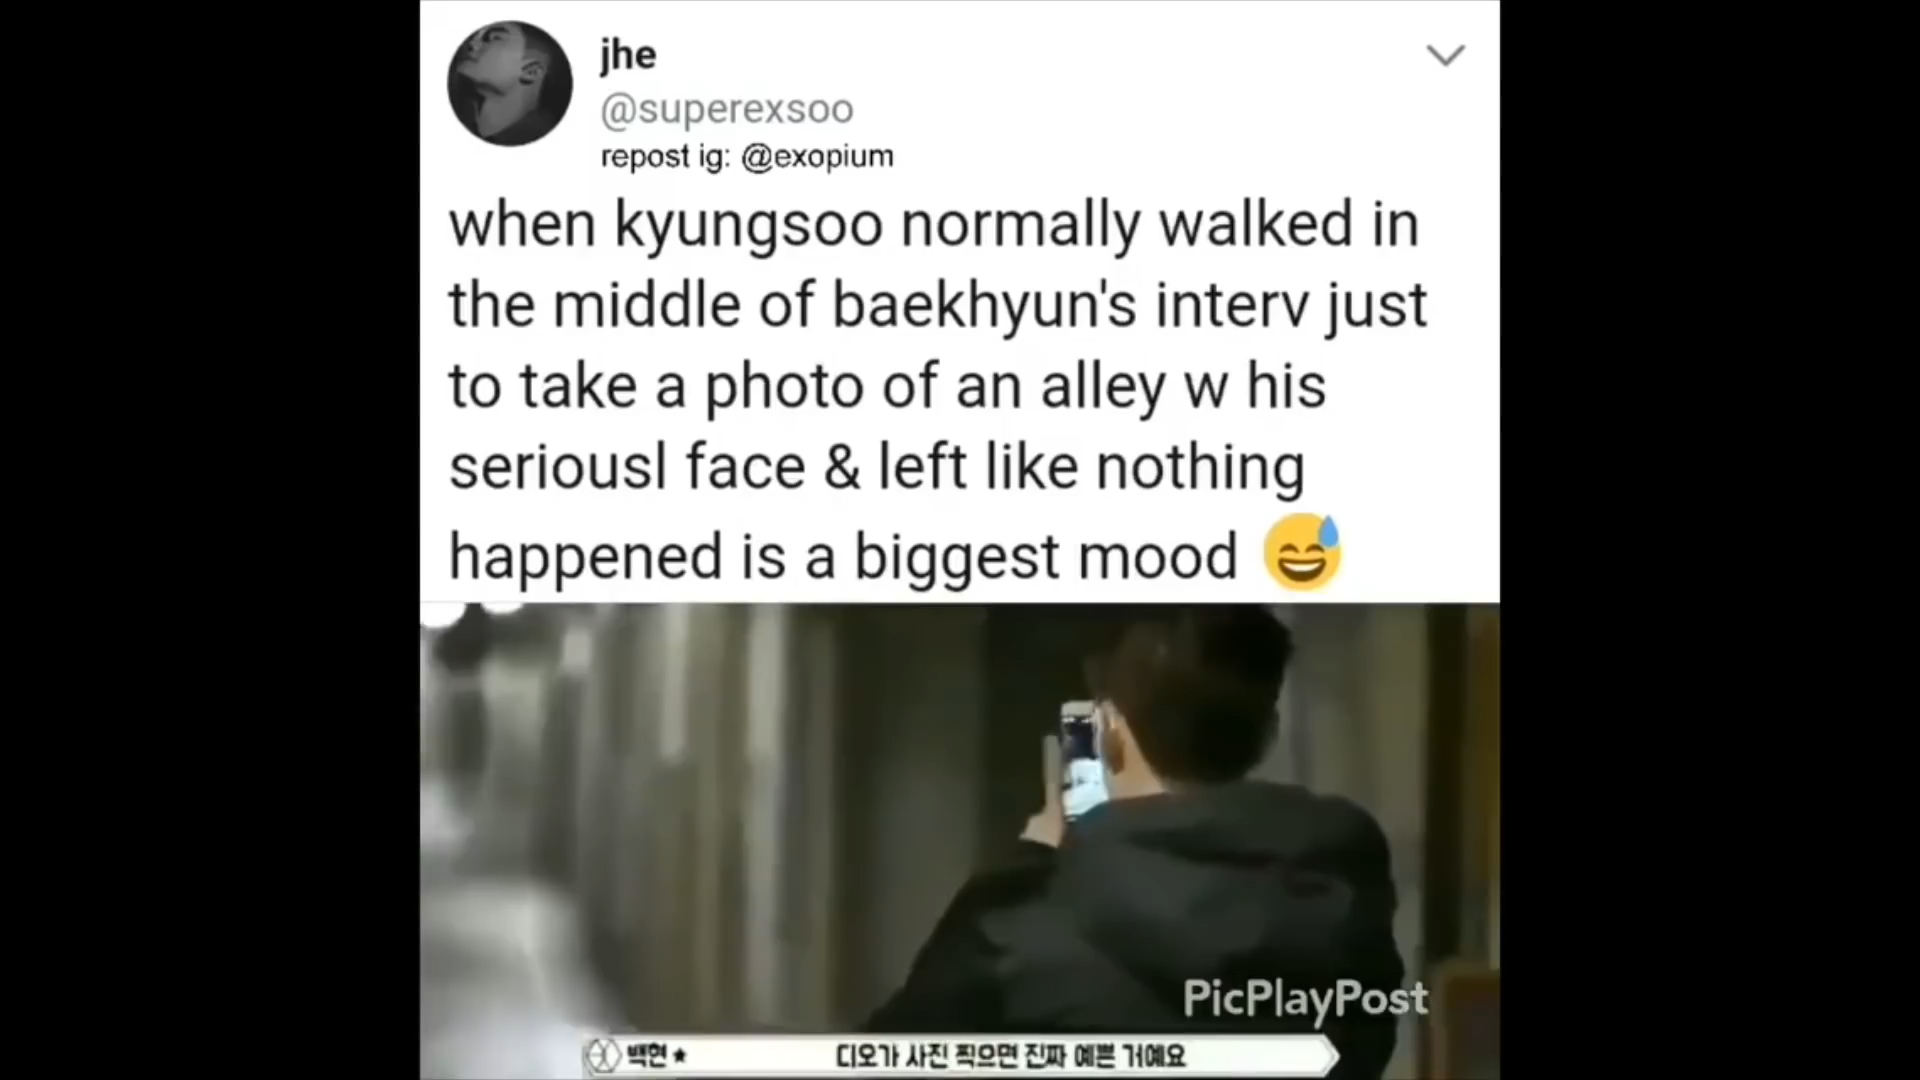 jhe
@superexsoo
repost ig: @exopium
when kyungsoo normally walked in
the middle of baekhyun's interv just
to take a photo of an alley w his
seriousl face & left like nothing
happened is a biggest mood 😅
PicPlayPost
백현★ 디오가 사진 찍으면 진짜 예쁜 거예요